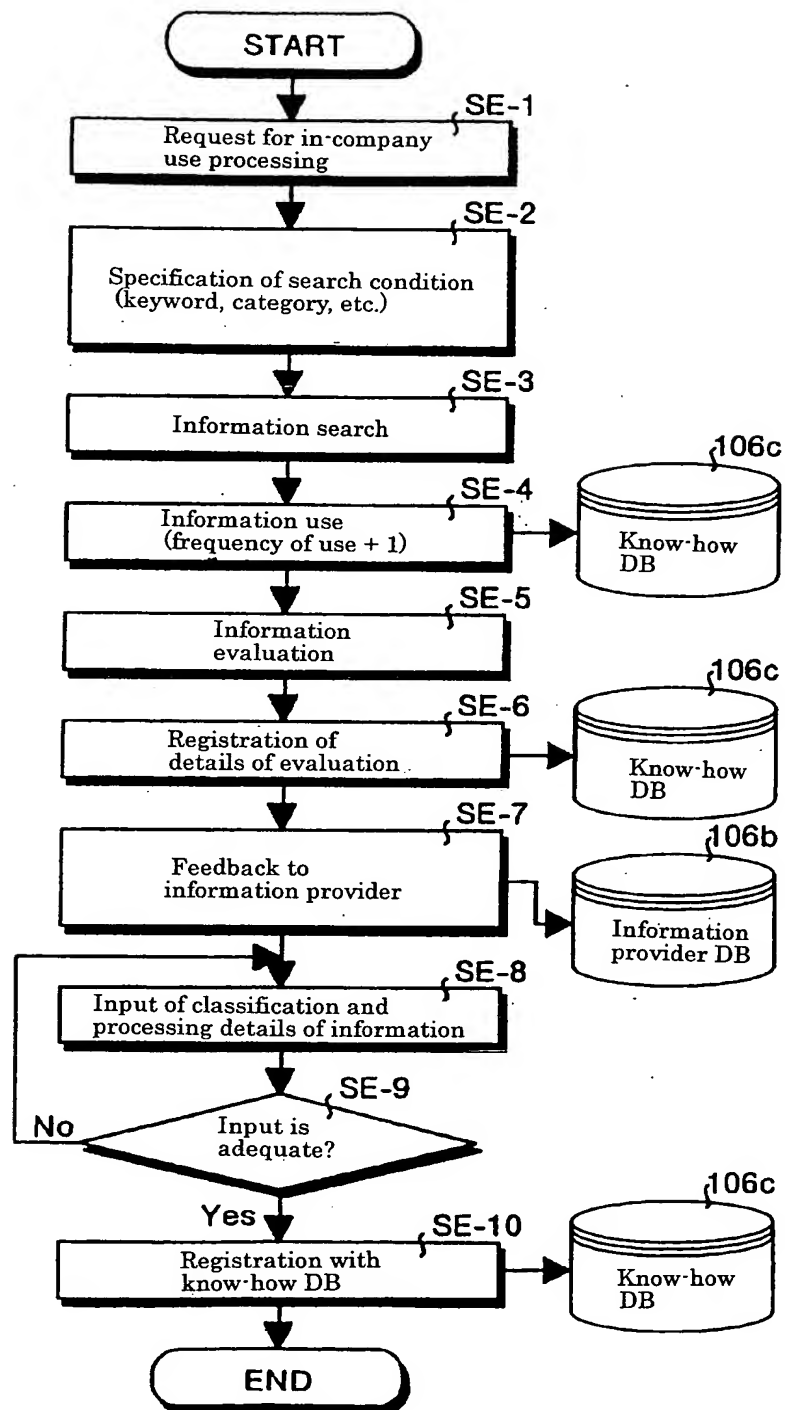 START
SE-1
Request for in-company
use processing
SE-2
Specification of search condition
(keyword, category, etc.)
SE-3
Information search
SE-4
Information use
(frequency of use + 1)
106c
Know-how
DB
SE-5
Information
evaluation
SE-6
Registration of
details of evaluation
106c
Know-how
DB
SE-7
Feedback to
information provider
106b
Information
provider DB
SE-8
Input of classification and
processing details of information
SE-9
Input is
adequate?
No
Yes
SE-10
Registration with
know-how DB
106c
Know-how
DB
END